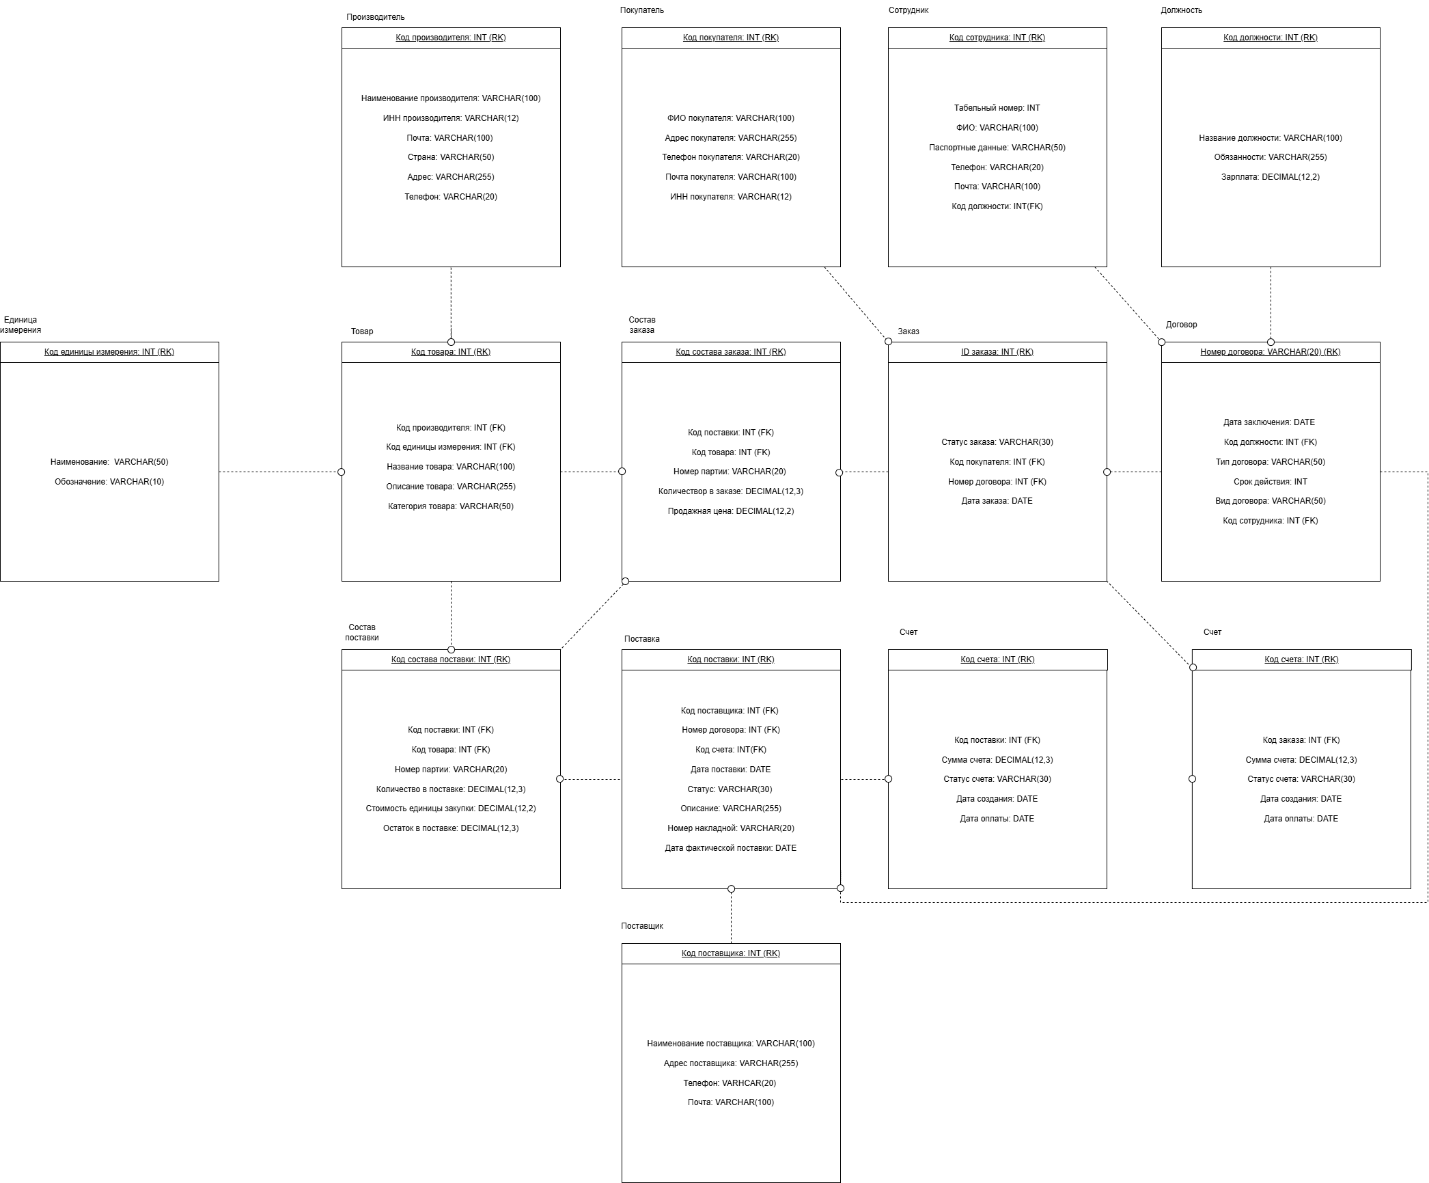 Производитель
Код производителя: INT (RK)
Наименование производителя: VARCHAR(100)
ИНН производителя: VARCHAR(12)
Почта: VARCHAR(100)
Страна: VARCHAR(50)
Адрес: VARCHAR(255)
Телефон: VARCHAR(20)
Покупатель
Код покупателя: INT (RK)
ФИО покупателя: VARCHAR(100)
Адрес покупателя: VARCHAR(255)
Телефон покупателя: VARCHAR(20)
Почта покупателя: VARCHAR(100)
ИНН покупателя: VARCHAR(12)
Сотрудник
Код сотрудника: INT (RK)
Табельный номер: INT
ФИО: VARCHAR(100)
Паспортные данные: VARCHAR(50)
Телефон: VARCHAR(20)
Почта: VARCHAR(100)
Код должности: INT(FK)
Должность
Код должности: INT (RK)
Название должности: VARCHAR(100)
Обязанности: VARCHAR(255)
Зарплата: DECIMAL(12,2)
Единица
измерения
Код единицы измерения: INT (RK)
Наименование: VARCHAR(50)
Обозначение: VARCHAR(10)
Товар
Код товара: INT (RK)
Код производителя: INT (FK)
Код единицы измерения: INT (FK)
Название товара: VARCHAR(100)
Описание товара: VARCHAR(255)
Категория товара: VARCHAR(50)
Состав
заказа
Код состава заказа: INT (RK)
Код поставки: INT (FK)
Код товара: INT (FK)
Номер партии: VARCHAR(20)
Количествор в заказе: DECIMAL(12,3)
Продажная цена: DECIMAL(12,2)
Заказ
ID заказа: INT (RK)
Статус заказа: VARCHAR(30)
Код покупателя: INT (FK)
Номер договора: INT (FK)
Дата заказа: DATE
Договор
Номер договора: VARCHAR(20) (RK)
Дата заключения: DATE
Код должности: INT (FK)
Тип договора: VARCHAR(50)
Срок действия: INT
Вид договора: VARCHAR(50)
Код сотрудника: INT (FK)
Состав
поставки
Код состава поставки: INT (RK)
Код поставки: INT (FK)
Код товара: INT (FK)
Номер партии: VARCHAR(20)
Количество в поставке: DECIMAL(12,3)
Стоимость единицы закупки: DECIMAL(12,2)
Остаток в поставке: DECIMAL(12,3)
Поставка
Код поставки: INT (RK)
Код поставщика: INT (FK)
Номер договора: INT (FK)
Код счета: INT(FK)
Дата поставки: DATE
Статус: VARCHAR(30)
Описание: VARCHAR(255)
Номер накладной: VARCHAR(20)
Дата фактической поставки: DATE
Счет
Код счета: INT (RK)
Код поставки: INT (FK)
Сумма счета: DECIMAL(12,3)
Статус счета: VARCHAR(30)
Дата создания: DATE
Дата оплаты: DATE
Счет
Код счета: INT (RK)
Код заказа: INT (FK)
Сумма счета: DECIMAL(12,3)
Статус счета: VARCHAR(30)
Дата создания: DATE
Дата оплаты: DATE
Поставщик
Код поставщика: INT (RK)
Наименование поставщика: VARCHAR(100)
Адрес поставщика: VARCHAR(255)
Телефон: VARHCAR(20)
Почта: VARCHAR(100)